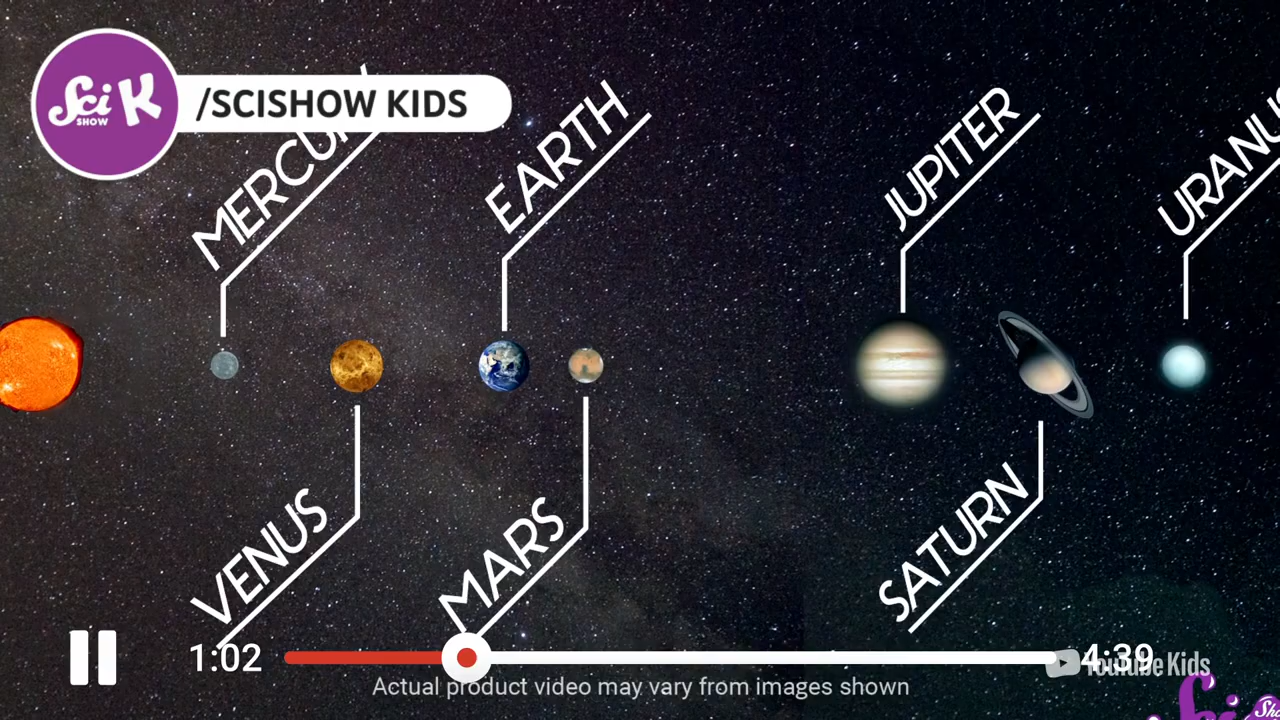 Sci
SHOW
K
/SCISHOW KIDS
EARTH
JUPITER
VENUS
MARS
SATURN
1:02
4:39
YouTube Kids
Actual product video may vary from images shown